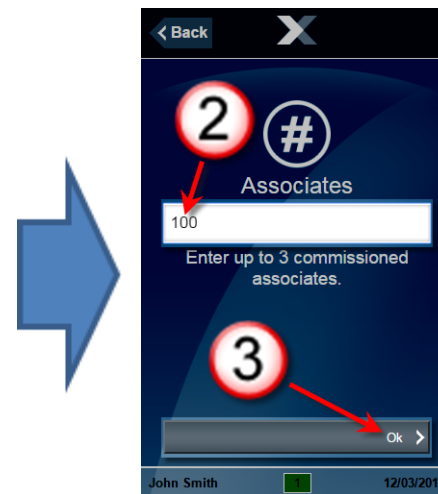 Back
2
#
Associates
100
Enter up to 3 commissioned
associates.
3
Ok
John Smith 1 12/03/201